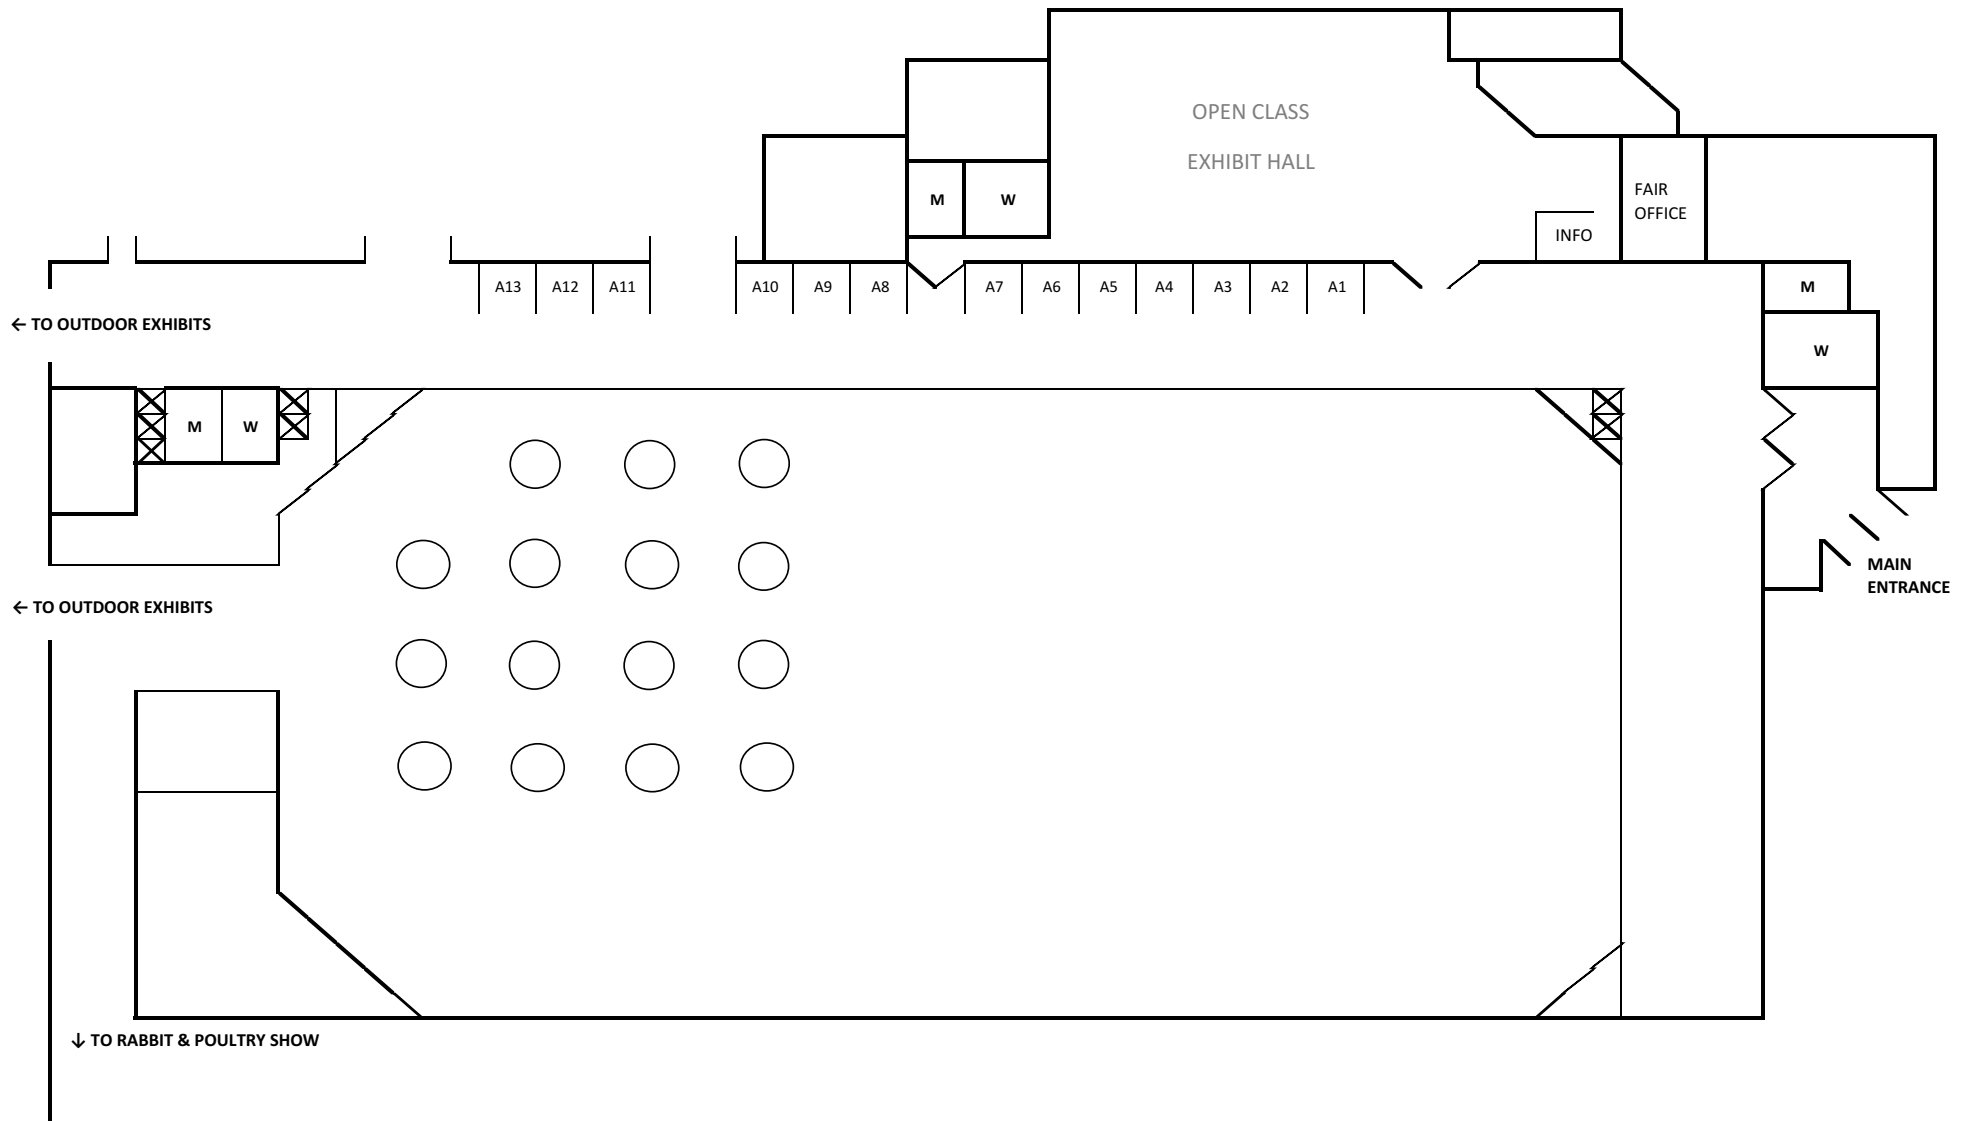 OPEN CLASS
EXHIBIT HALL
M
W
FAIR
OFFICE
INFO
A13
A12
A11
A10
A9
A8
A7
A6
A5
A4
A3
A2
A1
M
← TO OUTDOOR EXHIBITS
W
M
W
MAIN
ENTRANCE
← TO OUTDOOR EXHIBITS
↓ TO RABBIT & POULTRY SHOW